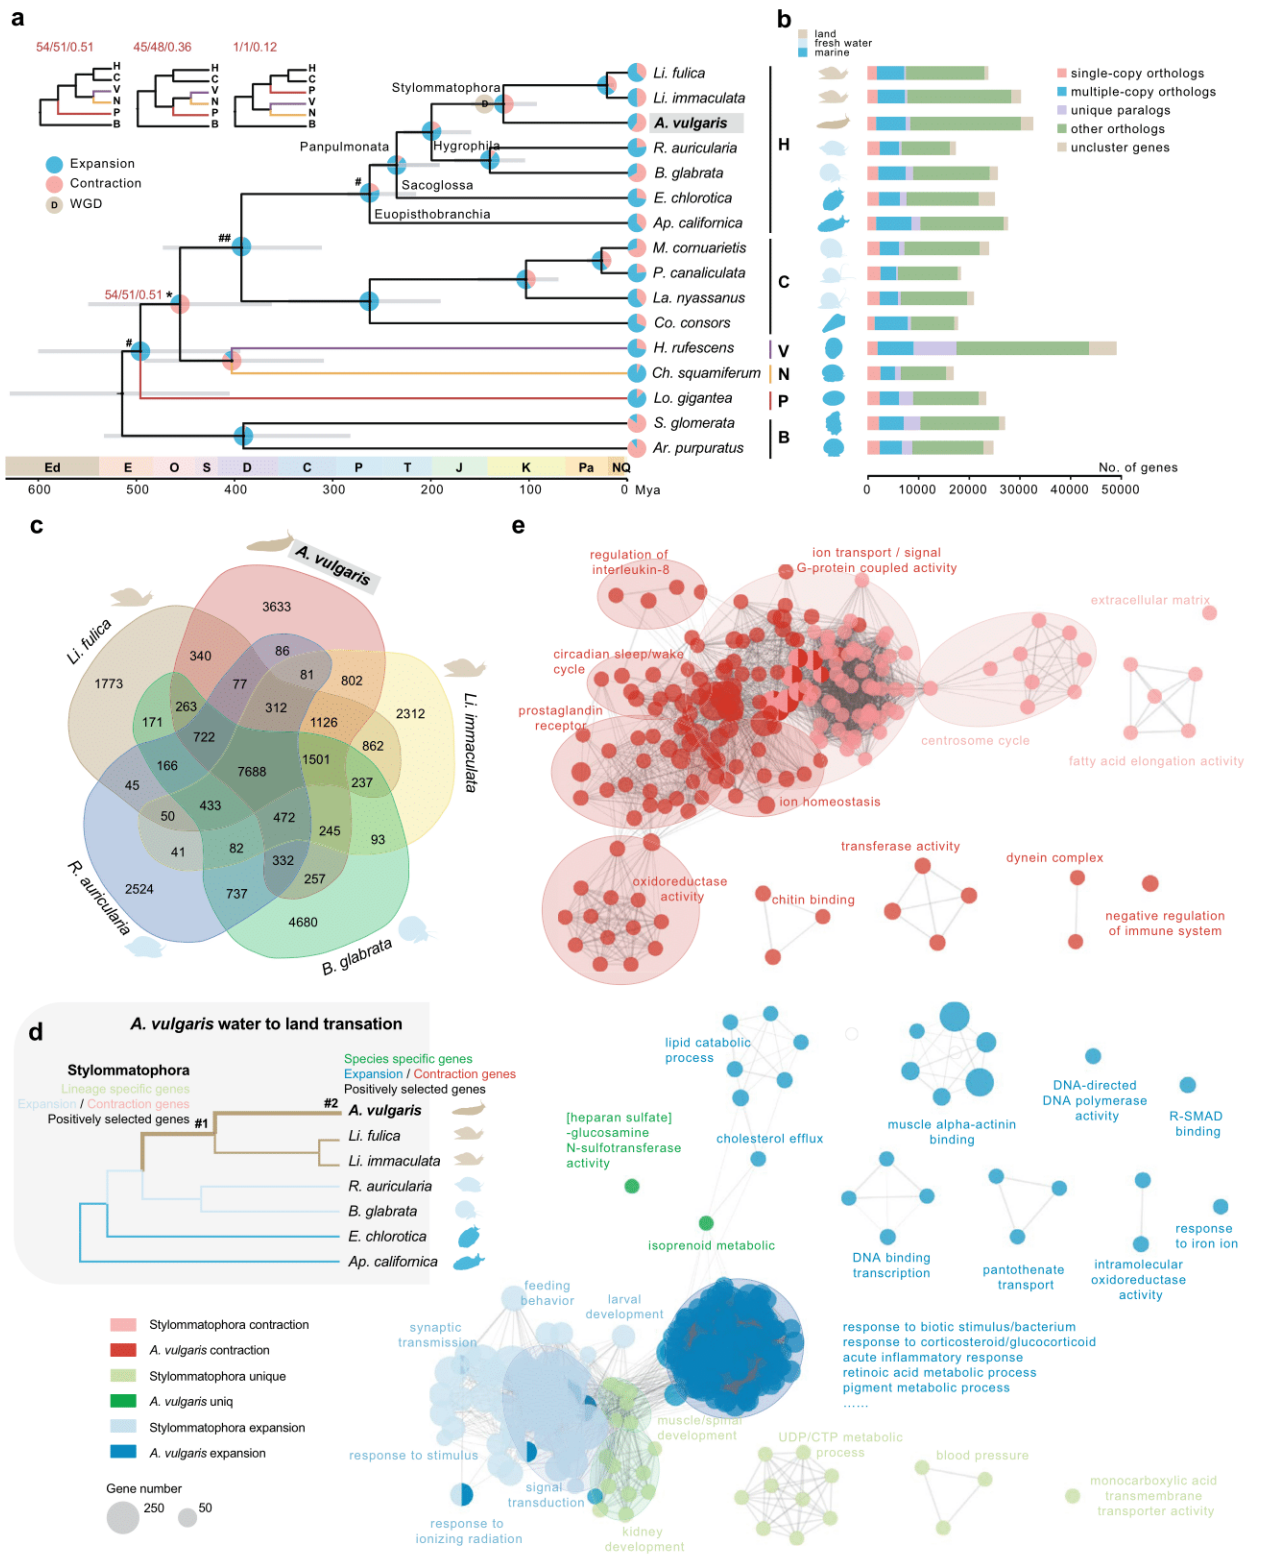 a
54/51/0.51
45/48/0.36
1/1/0.12
H
C
V
N
P
B
H
C
V
N
P
B
H
C
P
V
N
B
Expansion
Contraction
D WGD
Stylommatophora
D
Panpulmonata
Hygrophila
#
Sacoglossa
Euopisthobranchia
##
54/51/0.51 *
#
Li. fulica
Li. immaculata
A. vulgaris
R. auricularia
B. glabrata
E. chlorotica
Ap. californica
M. cornuarietis
P. canaliculata
La. nyassanus
Co. consors
H. rufescens
Ch. squamiferum
Lo. gigantea
S. glomerata
Ar. purpuratus
H
C
V
N
P
B
Ed E O S D C P T J K Pa NQ
600 500 400 300 200 100 0 Mya
b
land
fresh water
marine
single-copy orthologs
multiple-copy orthologs
unique paralogs
other orthologs
uncluster genes
No. of genes
0 10000 20000 30000 40000 50000
c
A. vulgaris
Li. fulica
Li. immaculata
R. auricularia
B. glabrata
3633
340
86
77
81
802
1773
2312
263
312
1126
171
722
862
166
7688
1501
237
45
433
50
472
245
93
41
82
332
2524
737
257
4680
d
A. vulgaris water to land transation
Species specific genes
Expansion / Contraction genes
Positively selected genes
Stylommatophora
Lineage specific genes
Expansion / Contraction genes
Positively selected genes
#1
#2
A. vulgaris
Li. fulica
Li. immaculata
R. auricularia
B. glabrata
E. chlorotica
Ap. californica
Stylommatophora contraction
A. vulgaris contraction
Stylommatophora unique
A. vulgaris uniq
Stylommatophora expansion
A. vulgaris expansion
Gene number
250
50
e
regulation of
interleukin-8
ion transport / signal
G-protein coupled activity
extracellular matrix
circadian sleep/wake
cycle
prostaglandin
receptor
centrosome cycle
fatty acid elongation activity
ion homeostasis
oxidoreductase
activity
transferase activity
chitin binding
dynein complex
negative regulation
of immune system
lipid catabolic
process
muscle alpha-actinin
binding
DNA-directed
DNA polymerase
activity
R-SMAD
binding
[heparan sulfate]
-glucosamine
N-sulfotransferase
activity
cholesterol efflux
isoprenoid metabolic
DNA binding
transcription
pantothenate
transport
intramolecular
oxidoreductase
activity
response
to iron ion
feeding
behavior
larval
development
synaptic
transmission
response to biotic stimulus/bacterium
response to corticosteroid/glucocorticoid
acute inflammatory response
retinoic acid metabolic process
pigment metabolic process
......
muscle/spinal
development
response to stimulus
signal
transduction
response to
ionizing radiation
kidney
development
UDP/CTP metabolic
process
blood pressure
monocarboxylic acid
transmembrane
transporter activity